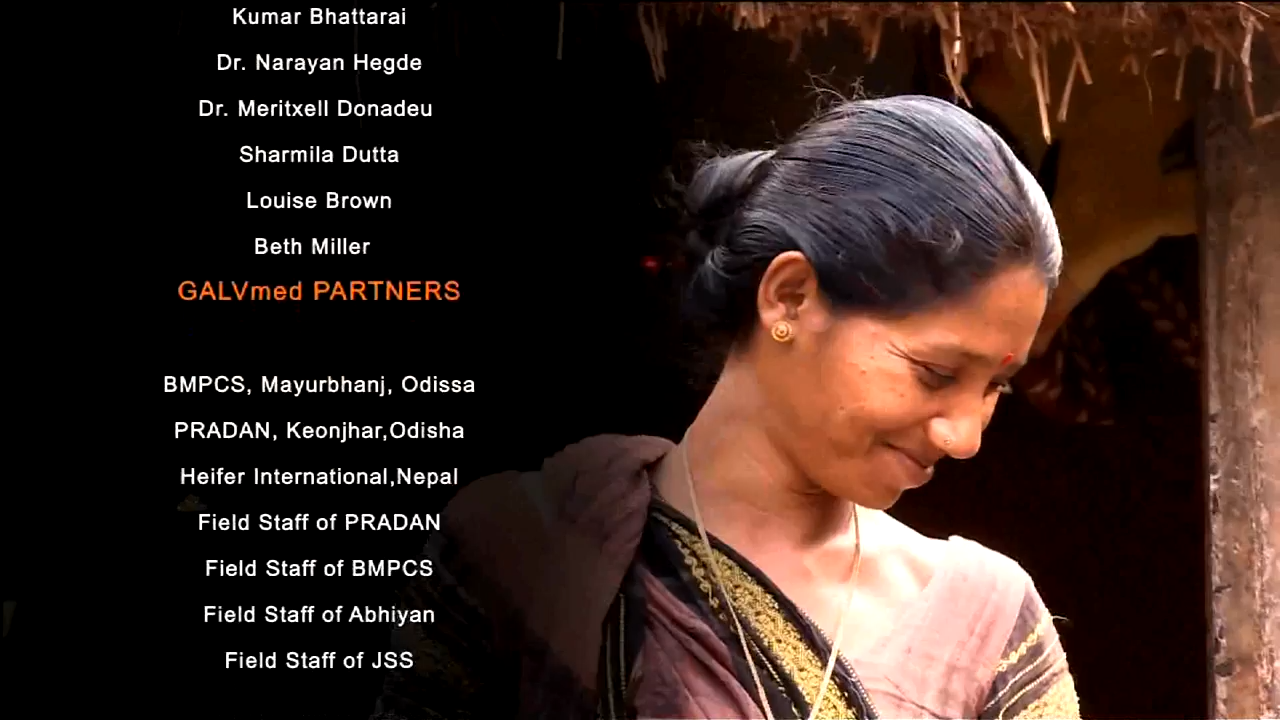 Kumar Bhattarai
Dr. Narayan Hegde
Dr. Meritxell Donadeu
Sharmila Dutta
Louise Brown
Beth Miller
GALVmed PARTNERS
BMPCS, Mayurbhanj, Odissa
PRADAN, Keonjhar,Odisha
Heifer International,Nepal
Field Staff of PRADAN
Field Staff of BMPCS
Field Staff of Abhiyan
Field Staff of JSS